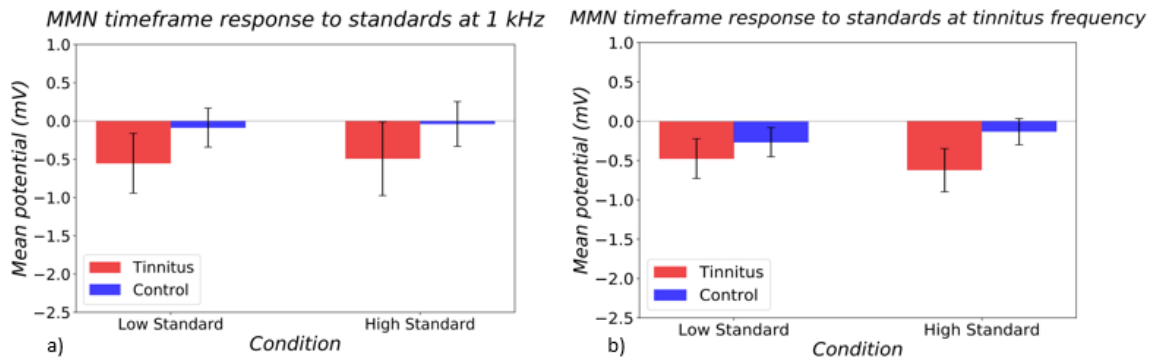 MMN timeframe response to standards at 1 kHz
1.0
0.5
0.0
−0.5
−1.0
−1.5
−2.0
−2.5
Mean potential (mV)
Tinnitus
Control
Low Standard
High Standard
Condition
a)
MMN timeframe response to standards at tinnitus frequency
1.0
0.5
0.0
−0.5
−1.0
−1.5
−2.0
−2.5
Mean potential (mV)
Tinnitus
Control
Low Standard
High Standard
Condition
b)